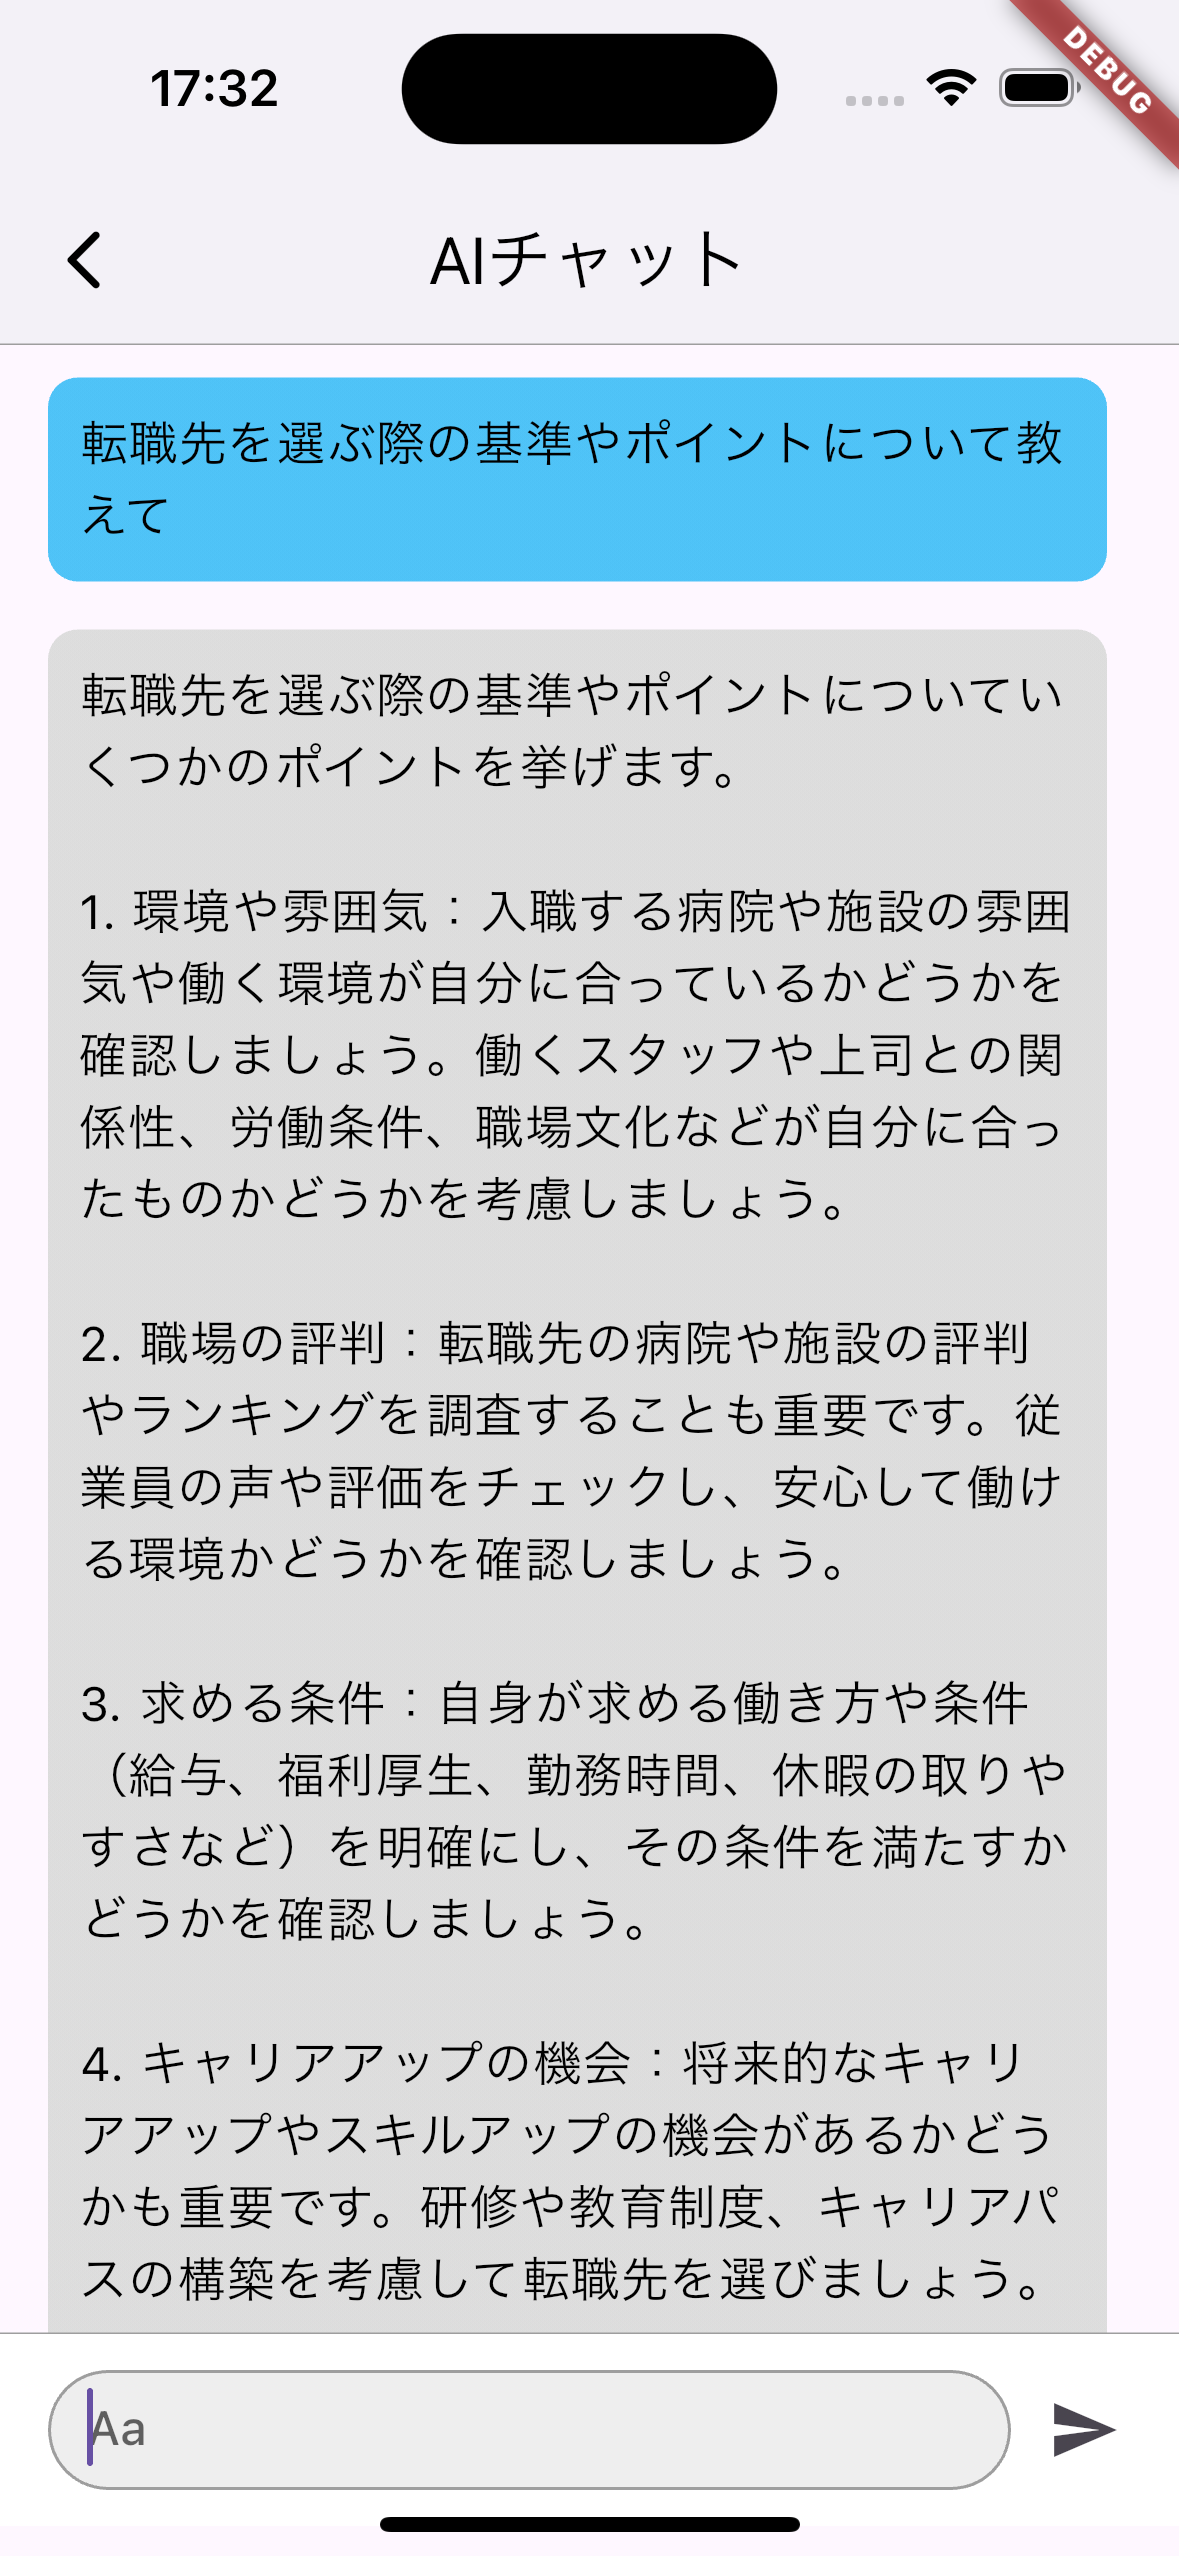 17:32
DEBUG
AIチャット
転職先を選ぶ際の基準やポイントについて教
えて
転職先を選ぶ際の基準やポイントについてい
くつかのポイントを挙げます。
1. 環境や雰囲気：入職する病院や施設の雰囲
気や働く環境が自分に合っているかどうかを
確認しましょう。働くスタッフや上司との関
係性、労働条件、職場文化などが自分に合っ
たものかどうかを考慮しましょう。
2. 職場の評判：転職先の病院や施設の評判
やランキングを調査することも重要です。従
業員の声や評価をチェックし、安心して働け
る環境かどうかを確認しましょう。
3. 求める条件：自身が求める働き方や条件
（給与、福利厚生、勤務時間、休暇の取りや
すさなど）を明確にし、その条件を満たすか
どうかを確認しましょう。
4. キャリアアップの機会：将来的なキャリ
アアップやスキルアップの機会があるかどう
かも重要です。研修や教育制度、キャリアパ
スの構築を考慮して転職先を選びましょう。
Aa